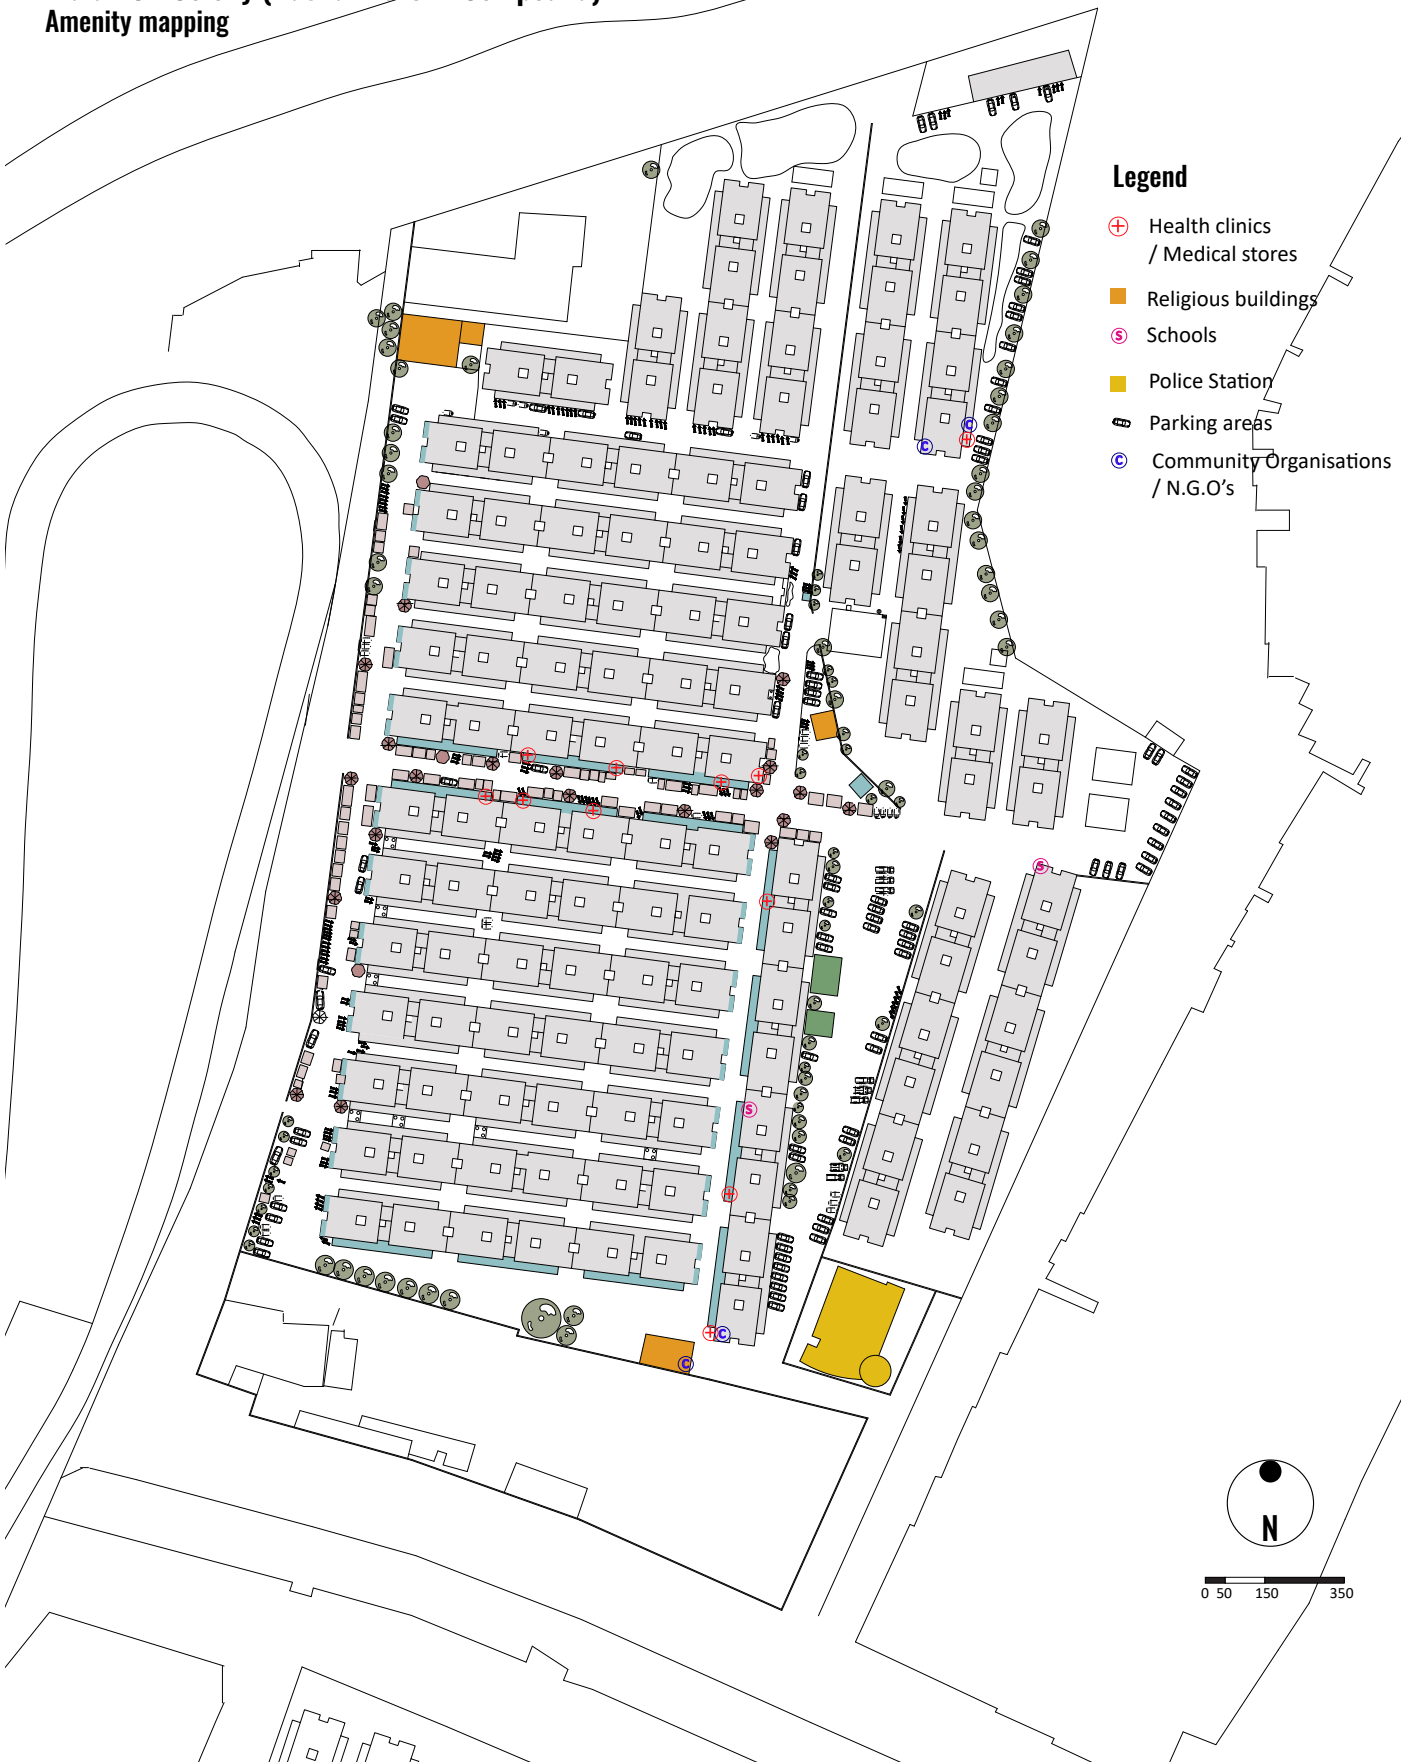 Amenity mapping
Legend
Health clinics
/ Medical stores
Religious buildings
S Schools
Police Station
Parking areas
C Community Organisations
/ N.G.O's
C
C
S
S
C
C
N
0 50 150 350